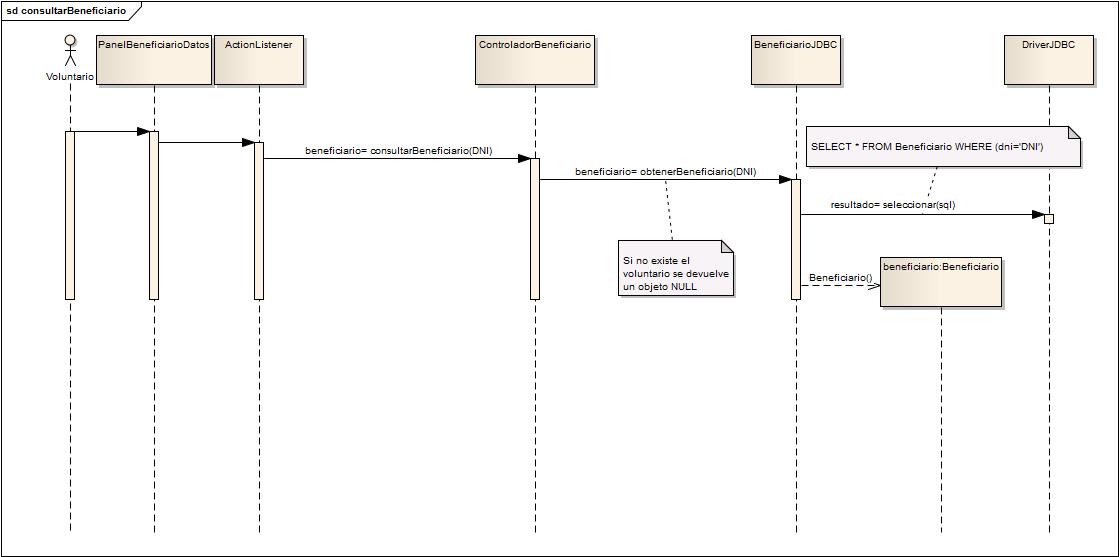 sd consultarBeneficiario
Voluntario
PanelBeneficiarioDatos
ActionListener
ControladorBeneficiario
BeneficiarioJDBC
DriverJDBC
SELECT * FROM Beneficiario WHERE (dni='DNI')
beneficiario= consultarBeneficiario(DNI)
beneficiario= obtenerBeneficiario(DNI)
resultado= seleccionar(sql)
Si no existe el
voluntario se devuelve
un objeto NULL
Beneficiario()
beneficiario:Beneficiario